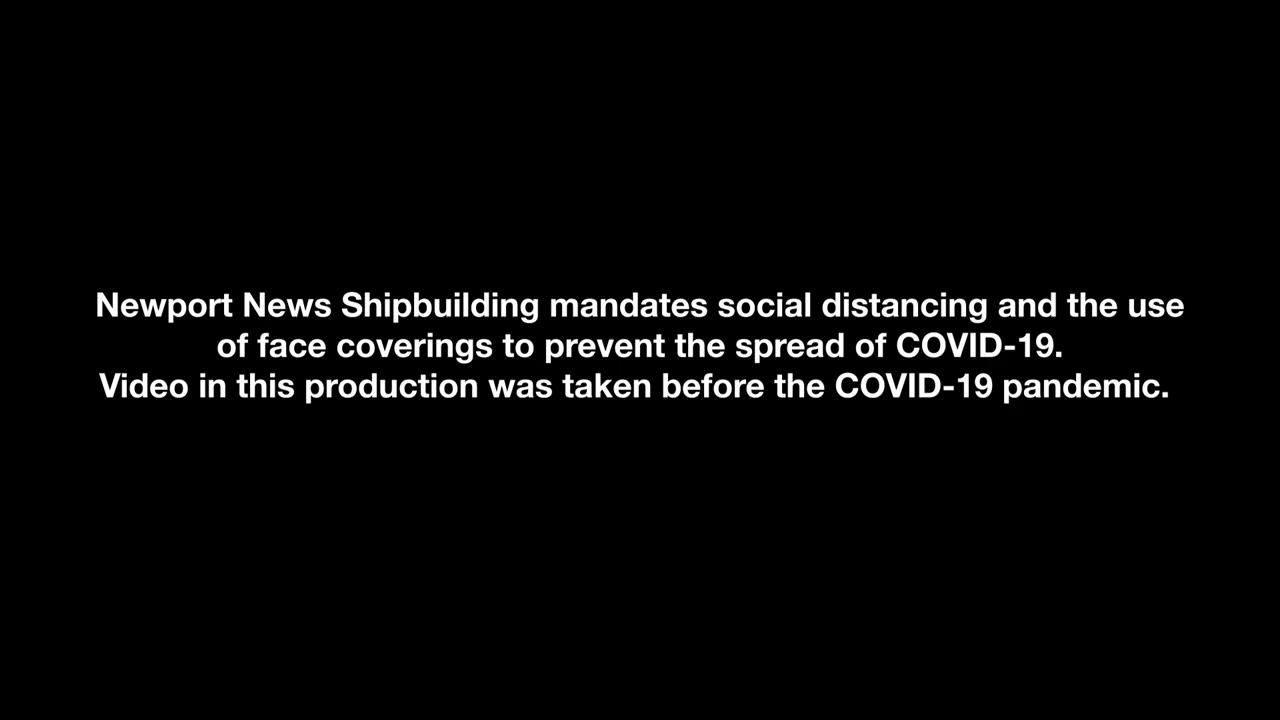 Newport News Shipbuilding mandates social distancing and the use
of face coverings to prevent the spread of COVID-19.
Video in this production was taken before the COVID-19 pandemic.